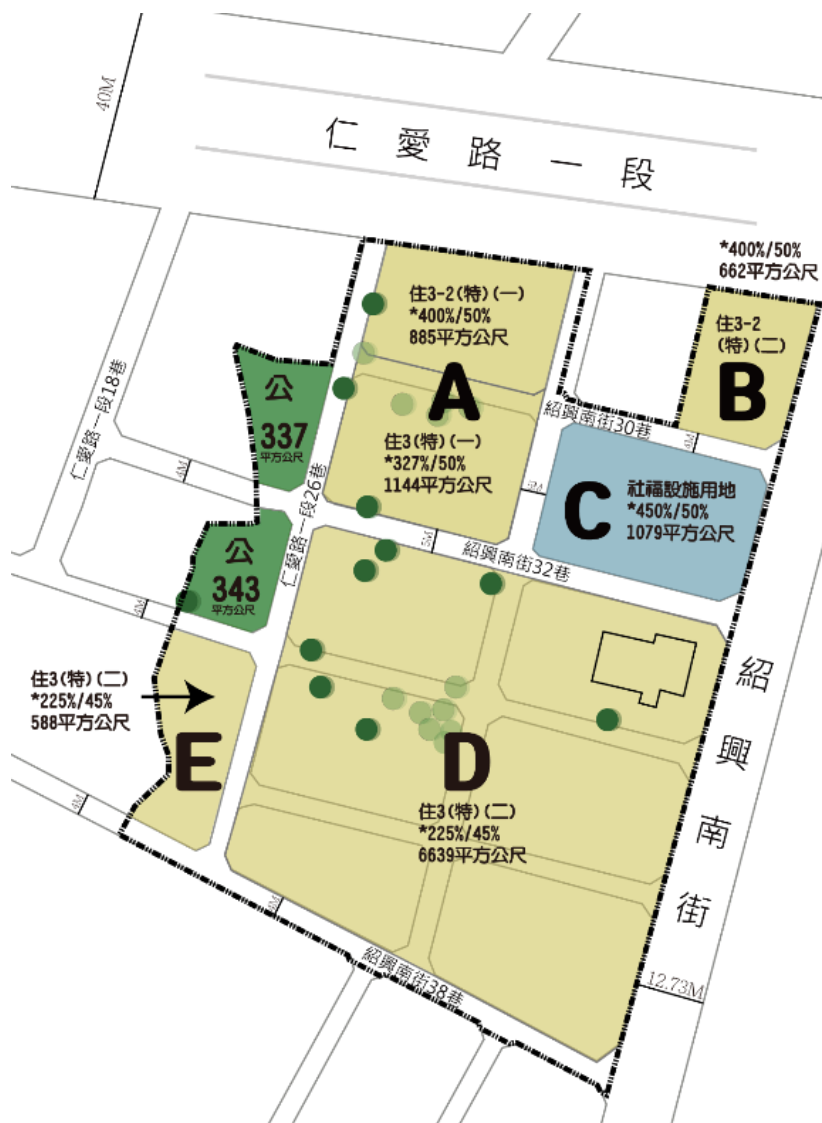 40M
仁愛路一段
*400%/50%
662平方公尺
住3-2
(特)(二)
B
住3-2(特)(一)
*400%/50%
885平方公尺
A
住3(特)(一)
*327%/50%
1144平方公尺
仁愛路一段18巷
公
337
平方公尺
紹興南街30巷
4M
4M
仁愛路一段26巷
C
社福設施用地
*450%/50%
1079平方公尺
5M
5M
紹興南街32巷
公
343
平方公尺
4M
住3(特)(二)
*225%/45%
588平方公尺
E
D
住3(特)(二)
*225%/45%
6639平方公尺
紹興南街
4M
4M
紹興南街38巷
12.73M